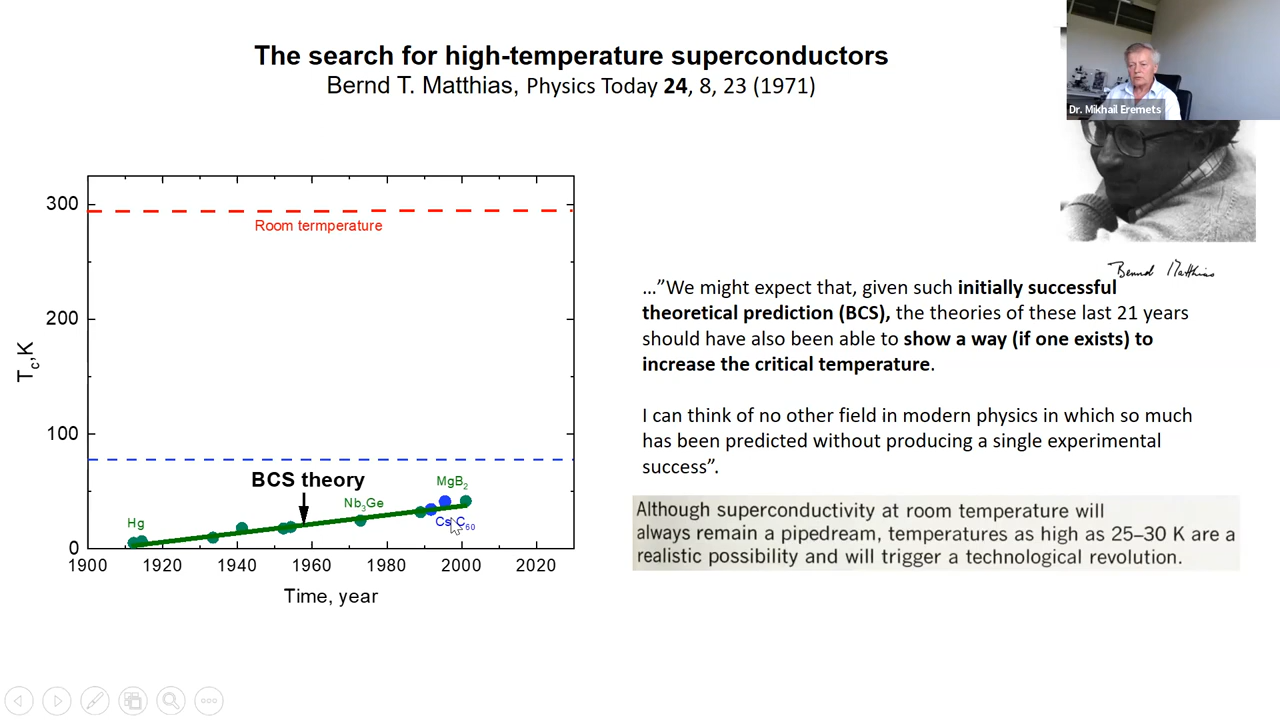 The search for high-temperature superconductors
Bernd T. Matthias, Physics Today 24, 8, 23 (1971)
Dr. Mikhail Eremets
Bernd Matthias
300
200
100
0
Tc,K
Room termperature
BCS theory
Hg
Nb3Ge
MgB2
Cs3C60
1900 1920 1940 1960 1980 2000 2020
Time, year
…”We might expect that, given such initially successful
theoretical prediction (BCS), the theories of these last 21 years
should have also been able to show a way (if one exists) to
increase the critical temperature.
I can think of no other field in modern physics in which so much
has been predicted without producing a single experimental
success”.
Although superconductivity at room temperature will
always remain a pipedream, temperatures as high as 25–30 K are a
realistic possibility and will trigger a technological revolution.